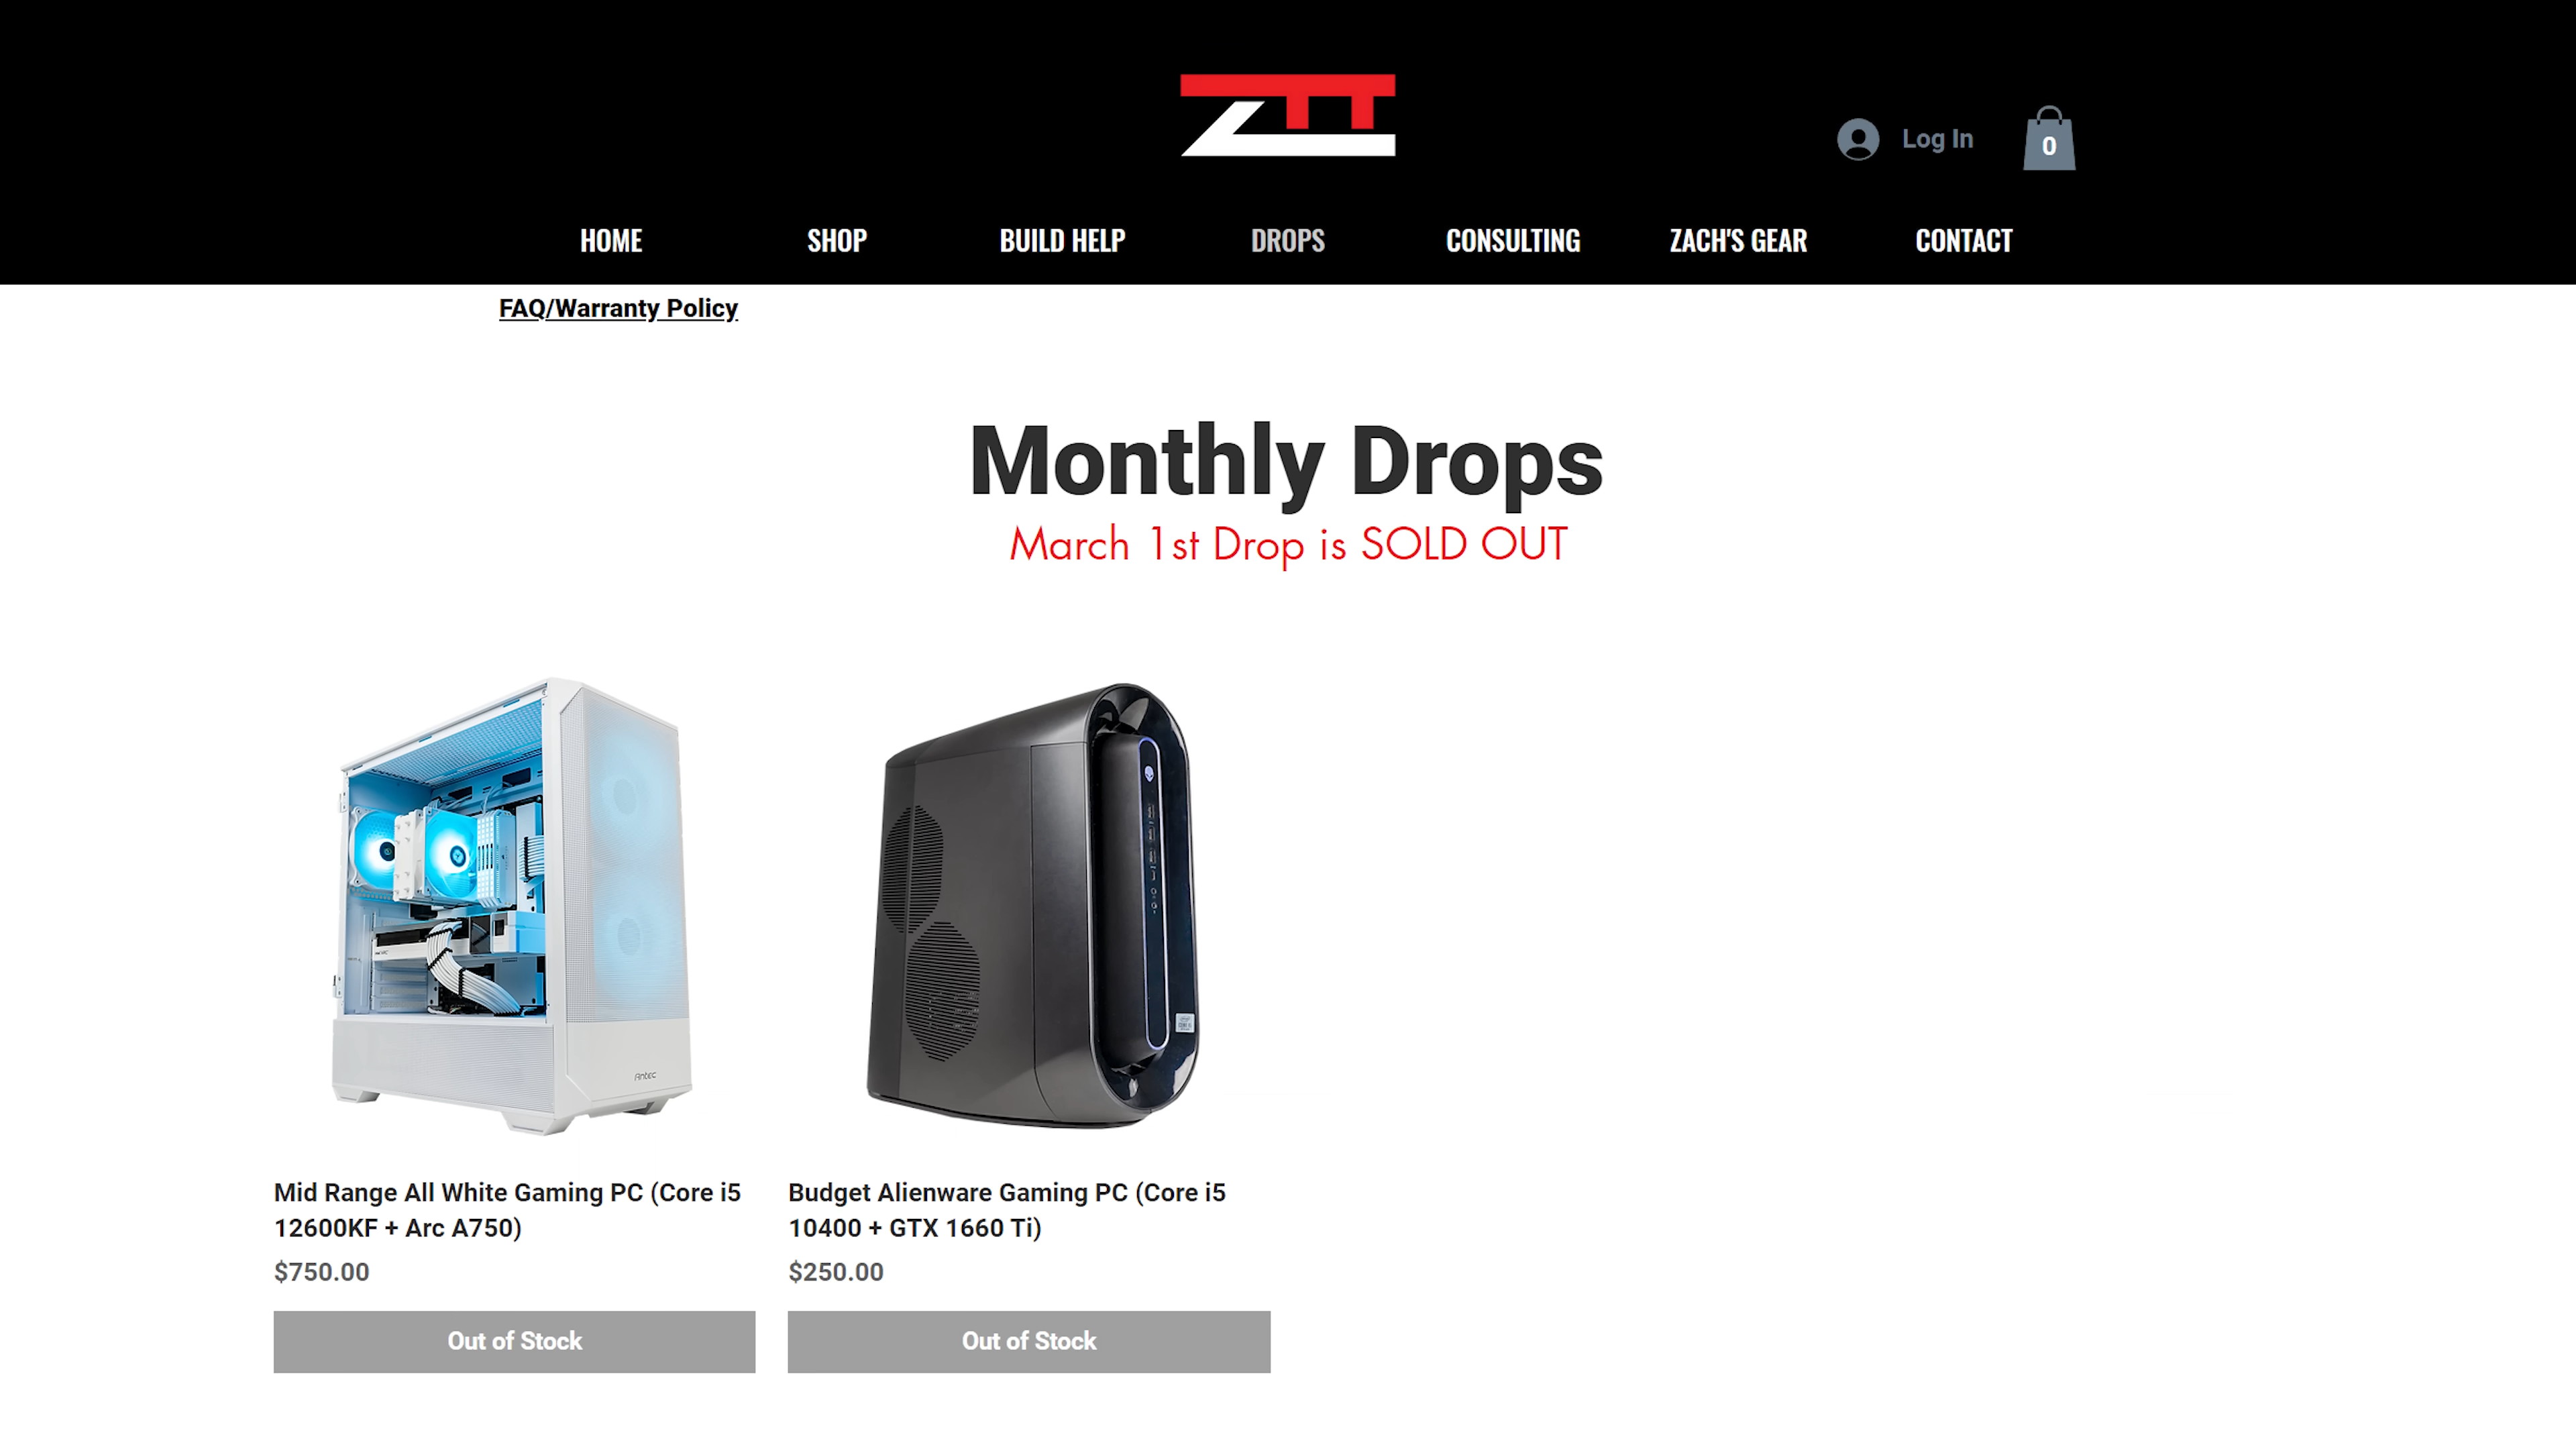 ZTT
Log In
0
HOME
SHOP
BUILD HELP
DROPS
CONSULTING
ZACH'S GEAR
CONTACT
FAQ/Warranty Policy
Monthly Drops
March 1st Drop is SOLD OUT
Antec
Mid Range All White Gaming PC (Core i5
12600KF + Arc A750)
$750.00
Out of Stock
Budget Alienware Gaming PC (Core i5
10400 + GTX 1660 Ti)
$250.00
Out of Stock